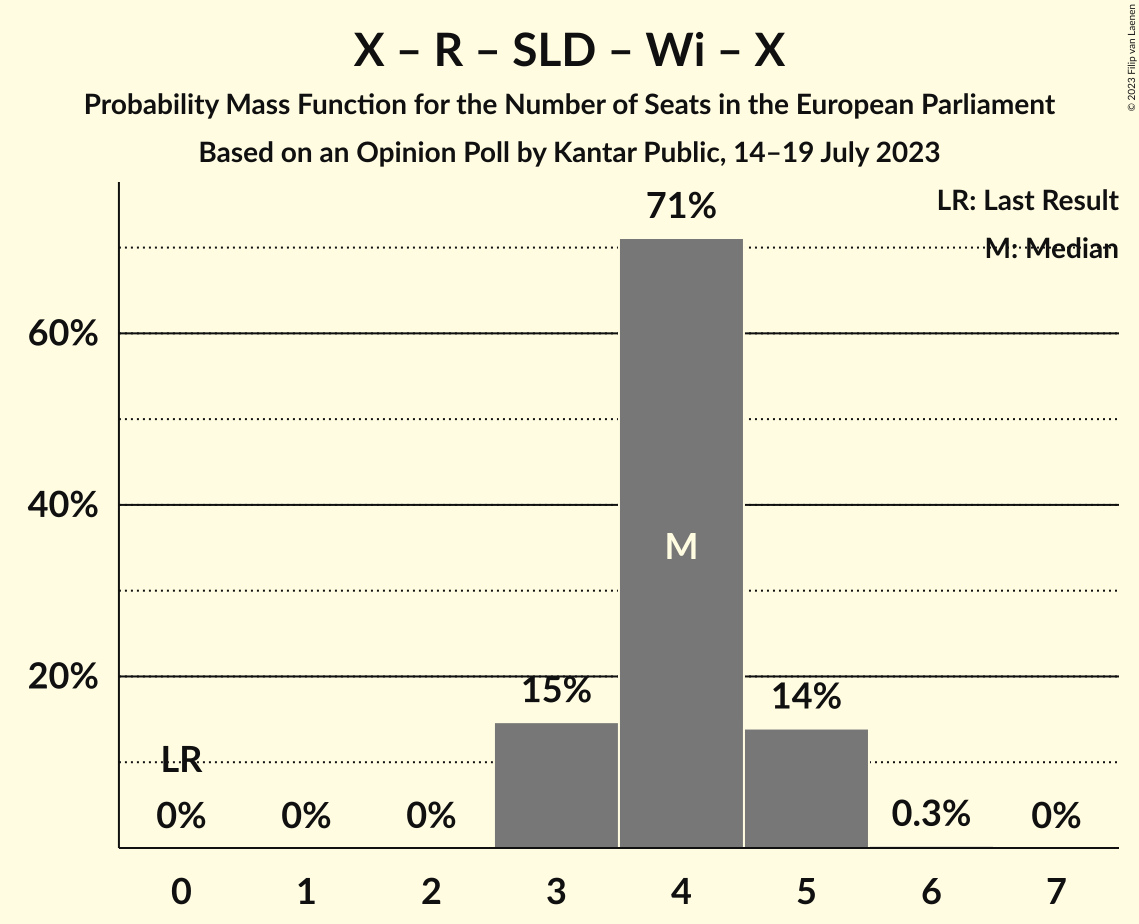 X – R – SLD – Wi – X
Probability Mass Function for the Number of Seats in the European Parliament
Based on an Opinion Poll by Kantar Public, 14–19 July 2023
© 2023 Filip van Laenen
LR: Last Result
M: Median
71%
60%
40%
M
20%
15%
14%
LR
0%
0%
0%
0.3%
0%
0 1 2 3 4 5 6 7